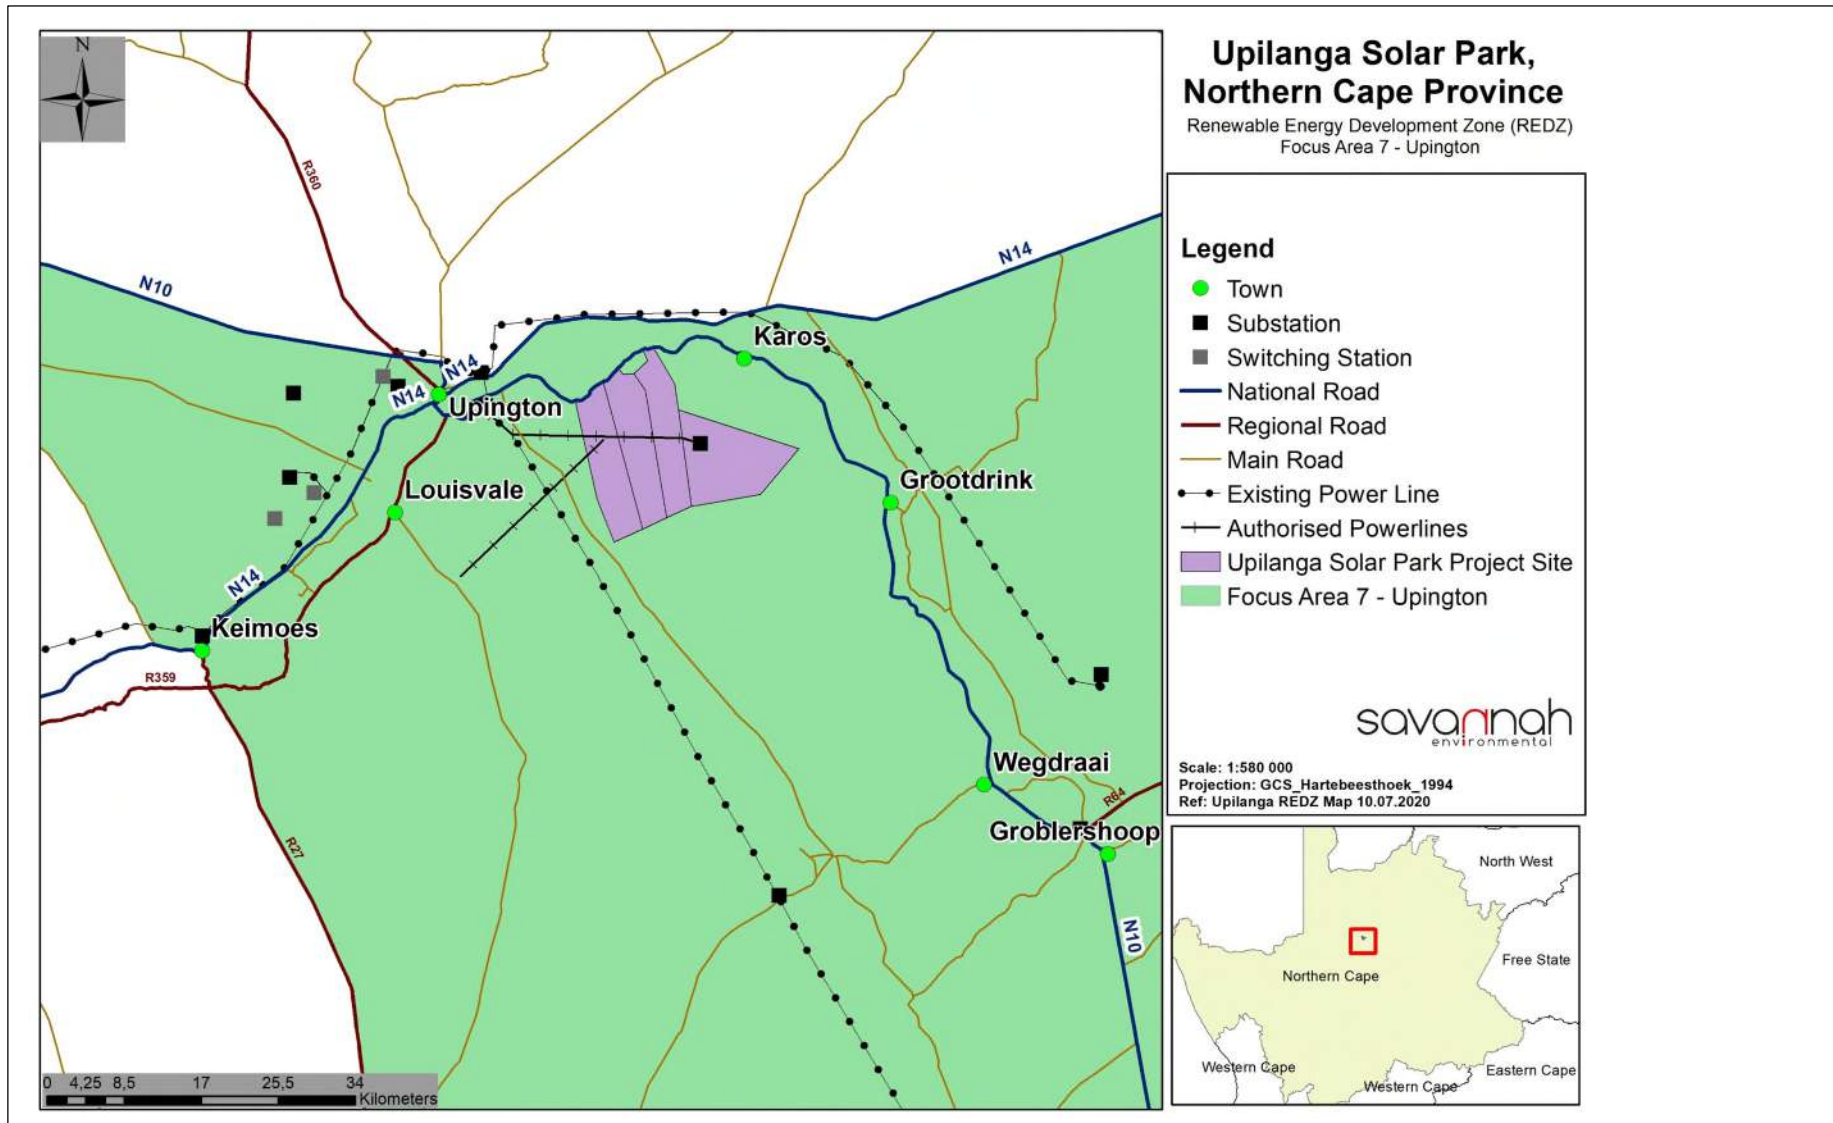 Upilanga Solar Park,
Northern Cape Province
Renewable Energy Development Zone (REDZ)
Focus Area 7 - Upington
Legend
Town
Substation
Switching Station
National Road
Regional Road
Main Road
Existing Power Line
Authorised Powerlines
Upilanga Solar Park Project Site
Focus Area 7 - Upington
savannah
environmental
Scale: 1:580 000
Projection: GCS_Hartebeesthoek_1994
Ref: Upilanga REDZ Map 10.07.2020
N
R360
N10
N14
Karos
N14
N14
Upington
Louisvale
Grootdrink
N14
Keimoes
R359
Wegdraai
R64
Groblershoop
R27
N10
0 4,25 8,5 17 25,5 34
Kilometers
North West
Free State
Northern Cape
Western Cape
Western Cape
Eastern Cape